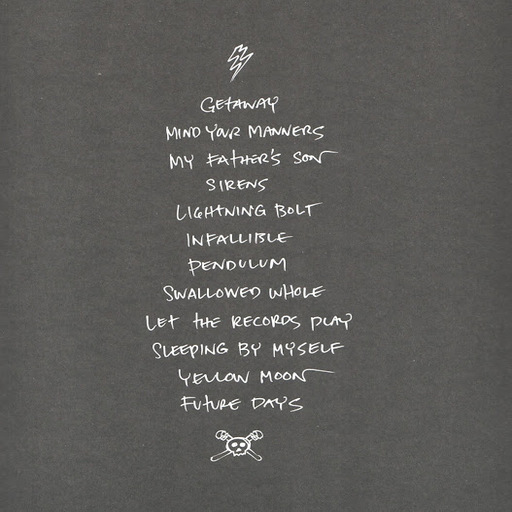 GETAWAY
MIND YOUR MANNERS
MY FATHER'S SON
SIRENS
LIGHTNING BOLT
INFALLIBLE
PENDULUM
SWALLOWED WHOLE
LET THE RECORDS PLAY
SLEEPING BY MYSELF
YELLOW MOON
FUTURE DAYS